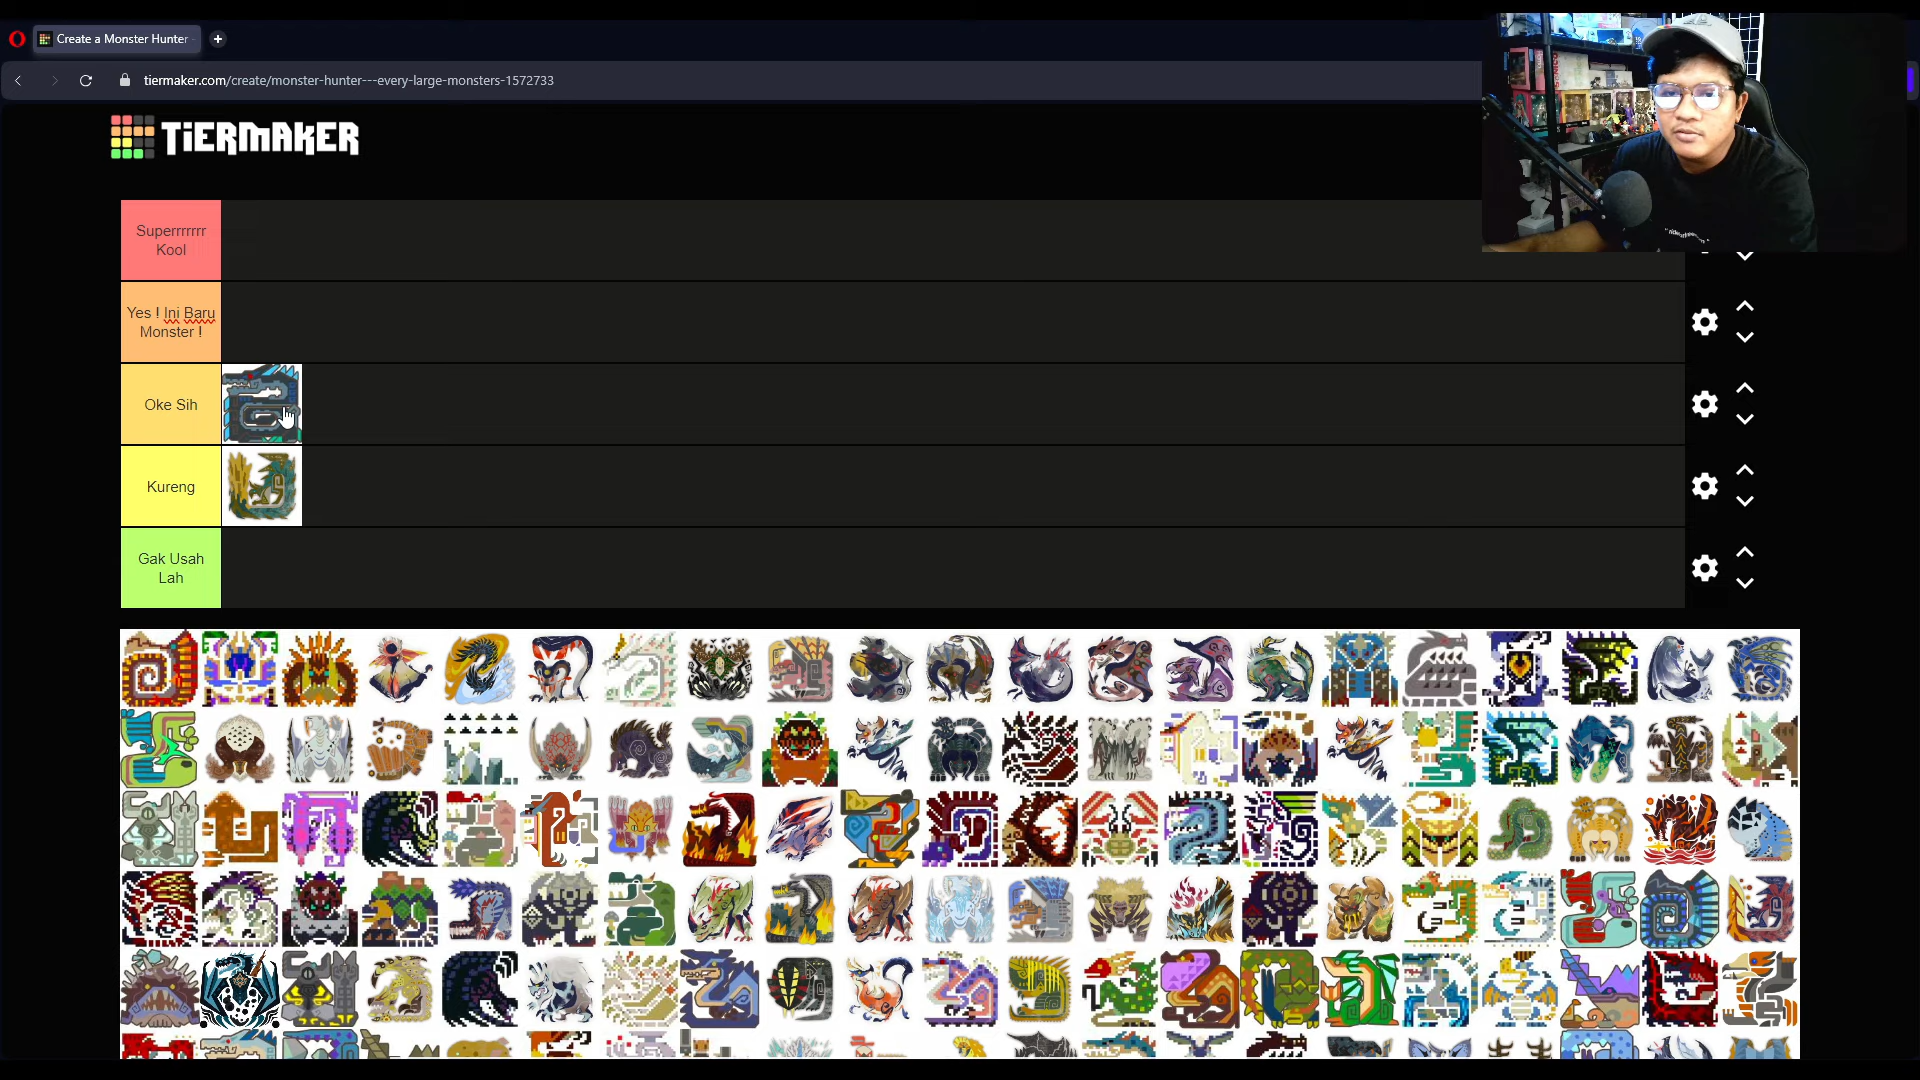 Create a Monster Hunter
tiermaker.com/create/monster-hunter---every-large-monsters-1572733
TIERMAKER
Superrrrrrr
Kool
Yes ! Ini Baru
Monster !
Oke Sih
Kureng
Gak Usah
Lah